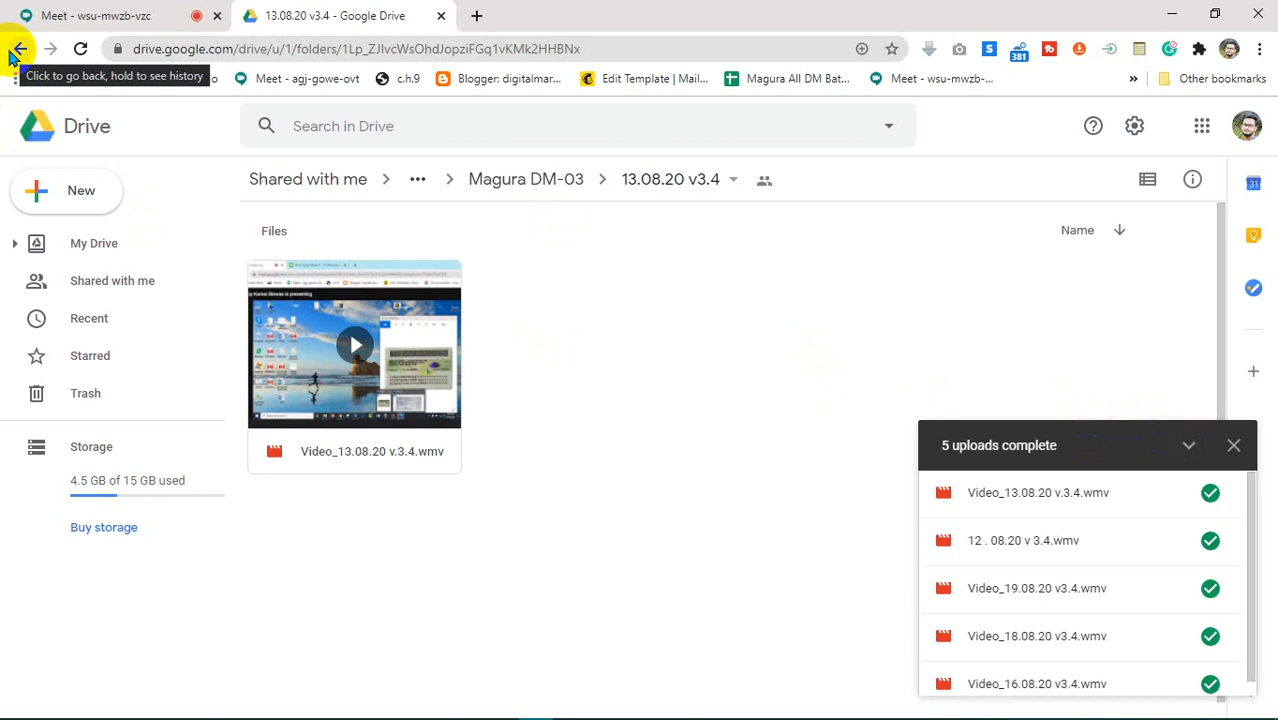 Meet - wsu-mwzb-vzc
13.08.20 v3.4 - Google Drive
drive.google.com/drive/u/1/folders/1Lp_ZJIvcWsOhdJopziFGq1vKMk2HHBNx
381
Click to go back, hold to see history
Meet - agj-gowe-ovt
c.h.9
Blogger: digitalmar...
Edit Template | Mail...
Magura All DM Bat...
Meet - wsu-mwzb-...
»
Other bookmarks
Drive
Search in Drive
New
Shared with me > ... > Magura DM-03 > 13.08.20 v3.4
My Drive
Shared with me
Recent
Starred
Trash
Storage
4.5 GB of 15 GB used
Buy storage
Files
Name
Video_13.08.20 v.3.4.wmv
5 uploads complete
Video_13.08.20 v.3.4.wmv
12 . 08.20 v 3.4.wmv
Video_19.08.20 v3.4.wmv
Video_18.08.20 v3.4.wmv
Video_16.08.20 v3.4.wmv
31